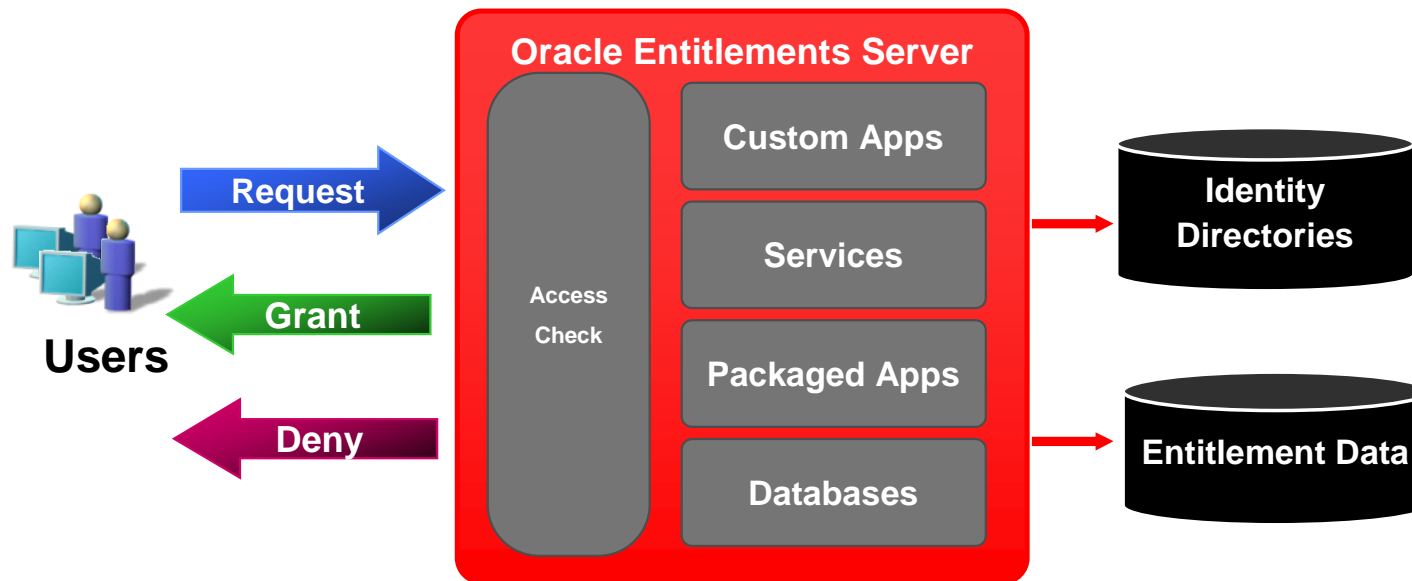 Oracle Entitlements Server
Custom Apps
Request
Identity
Directories
Services
Access
Check
Grant
Users
Packaged Apps
Deny
Entitlement Data
Databases